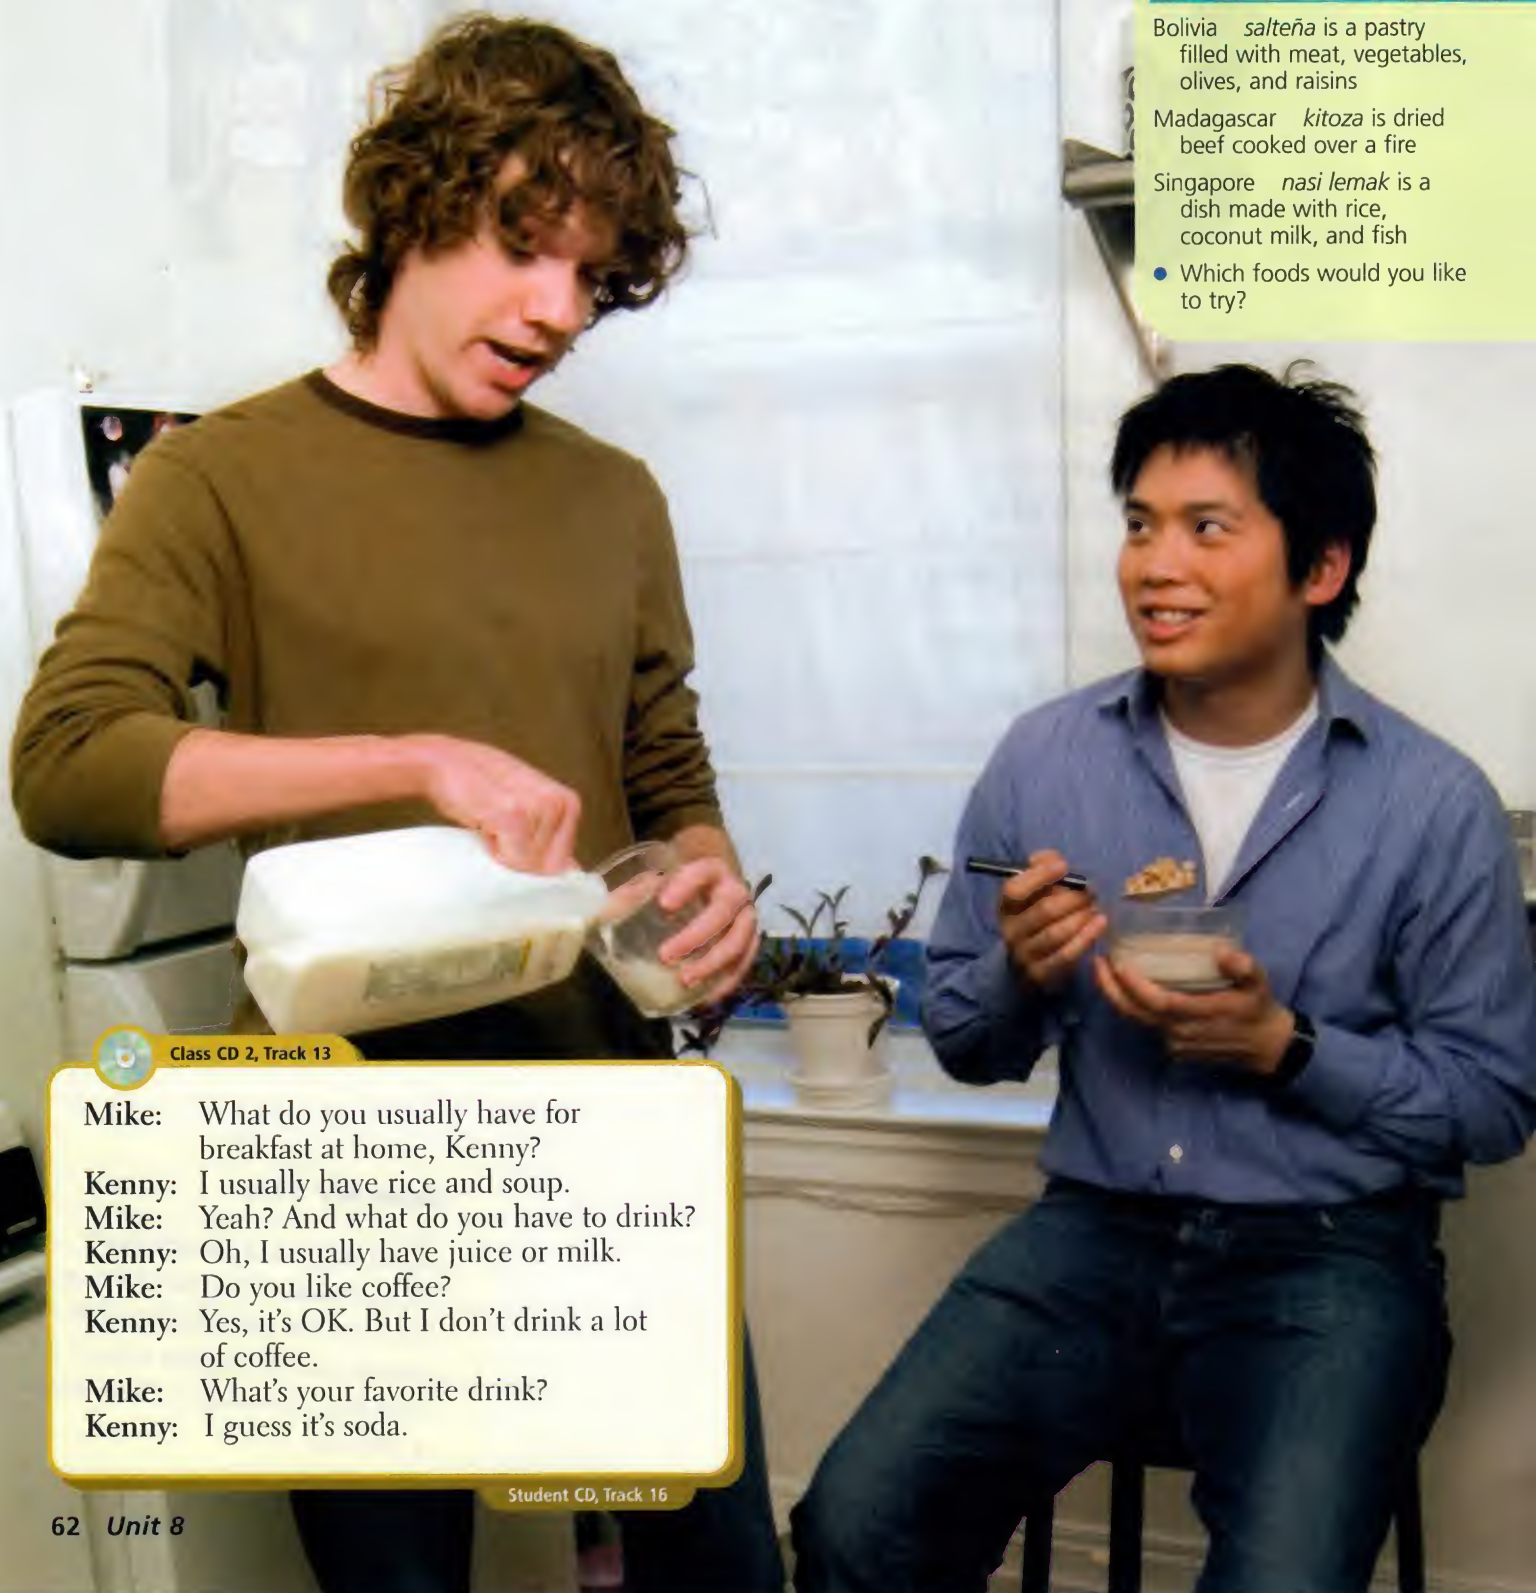 Bolivia salteña is a pastry
filled with meat, vegetables,
olives, and raisins
Madagascar kitoza is dried
beef cooked over a fire
Singapore nasi lemak is a
dish made with rice,
coconut milk, and fish
• Which foods would you like
to try?
Class CD 2, Track 13
Mike: What do you usually have for
breakfast at home, Kenny?
Kenny: I usually have rice and soup.
Mike: Yeah? And what do you have to drink?
Kenny: Oh, I usually have juice or milk.
Mike: Do you like coffee?
Kenny: Yes, it's OK. But I don't drink a lot
of coffee.
Mike: What's your favorite drink?
Kenny: I guess it's soda.
Student CD, Track 16
62 Unit 8